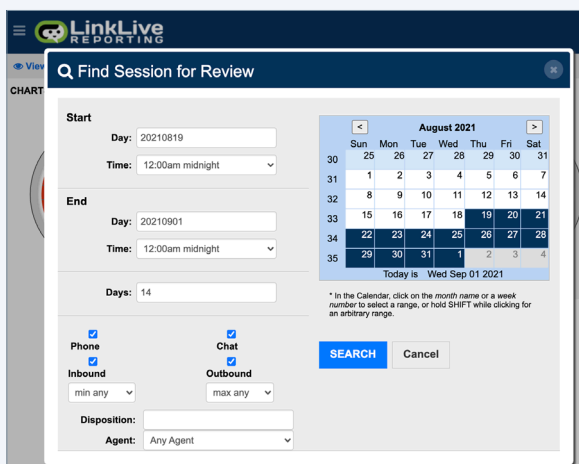 LinkLive
REPORTING
View
CHART
Find Session for Review
Start
Day: 20210819
Time: 12:00am midnight
End
Day: 20210901
Time: 12:00am midnight
Days: 14
Phone Chat
Inbound Outbound
min any max any
Disposition:
Agent: Any Agent
< August 2021 >
Sun Mon Tue Wed Thu Fri Sat
30 25 26 27 28 29 30 31
31 1 2 3 4 5 6 7
32 8 9 10 11 12 13 14
33 15 16 17 18 19 20 21
34 22 23 24 25 26 27 28
35 29 30 31 1 2 3 4
Today is Wed Sep 01 2021
* In the Calendar, click on the month name or a week
number to select a range, or hold SHIFT while clicking for
an arbitrary range.
SEARCH Cancel